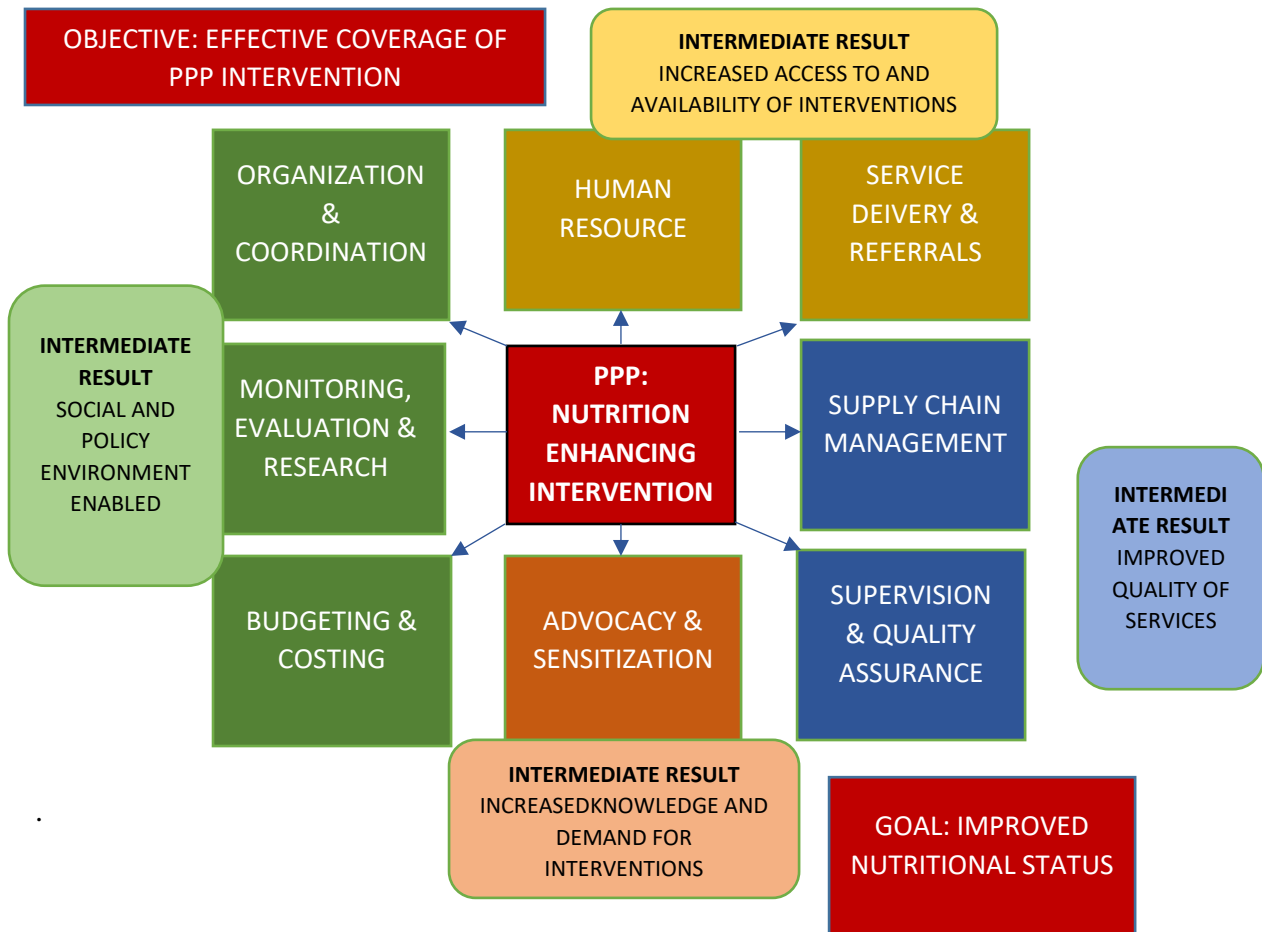 OBJECTIVE: EFFECTIVE COVERAGE OF
PPP INTERVENTION
INTERMEDIATE RESULT
INCREASED ACCESS TO AND
AVAILABILITY OF INTERVENTIONS
ORGANIZATION
&
COORDINATION
HUMAN
RESOURCE
SERVICE
DEIVERY &
REFERRALS
INTERMEDIATE
RESULT
SOCIAL AND
POLICY
ENVIRONMENT
ENABLED
MONITORING,
EVALUATION &
RESEARCH
PPP:
NUTRITION
ENHANCING
INTERVENTION
SUPPLY CHAIN
MANAGEMENT
INTERMEDI
ATE RESULT
IMPROVED
QUALITY OF
SERVICES
BUDGETING &
COSTING
ADVOCACY &
SENSITIZATION
SUPERVISION
& QUALITY
ASSURANCE
INTERMEDIATE RESULT
INCREASEDKNOWLEDGE AND
DEMAND FOR
INTERVENTIONS
.
GOAL: IMPROVED
NUTRITIONAL STATUS